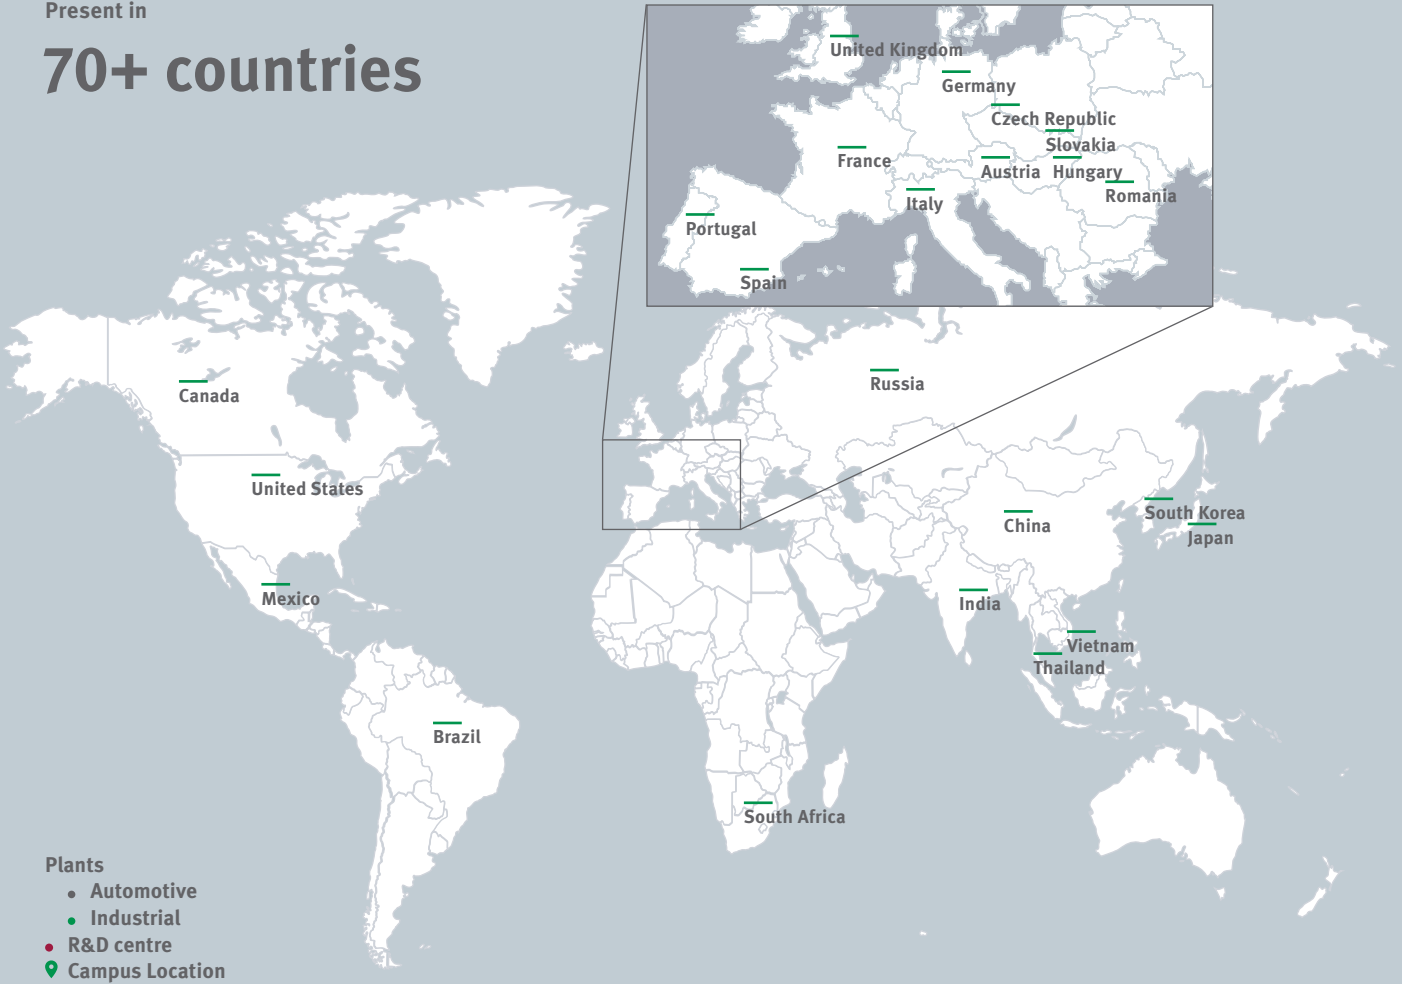 Present in
70+ countries
United Kingdom
Germany
Czech Republic
Slovakia
France
Austria
Hungary
Romania
Italy
Portugal
Spain
Russia
Canada
United States
Mexico
China
South Korea
Japan
India
Vietnam
Thailand
Brazil
South Africa
Plants
Automotive
Industrial
R&D centre
Campus Location